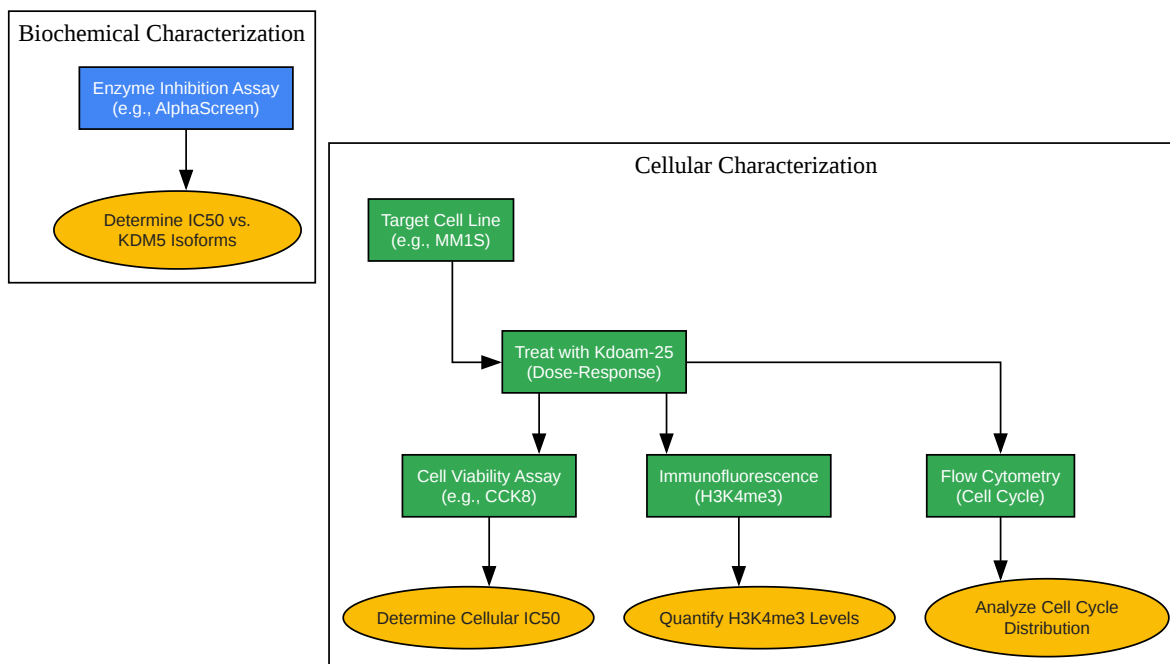 Biochemical Characterization
Enzyme Inhibition Assay
(e.g., AlphaScreen)
Determine IC50 vs.
KDM5 Isoforms
Cellular Characterization
Target Cell Line
(e.g., MM1S)
Treat with Kdoam-25
(Dose-Response)
Cell Viability Assay
(e.g., CCK8)
Immunofluorescence
(H3K4me3)
Flow Cytometry
(Cell Cycle)
Determine Cellular IC50
Quantify H3K4me3 Levels
Analyze Cell Cycle
Distribution